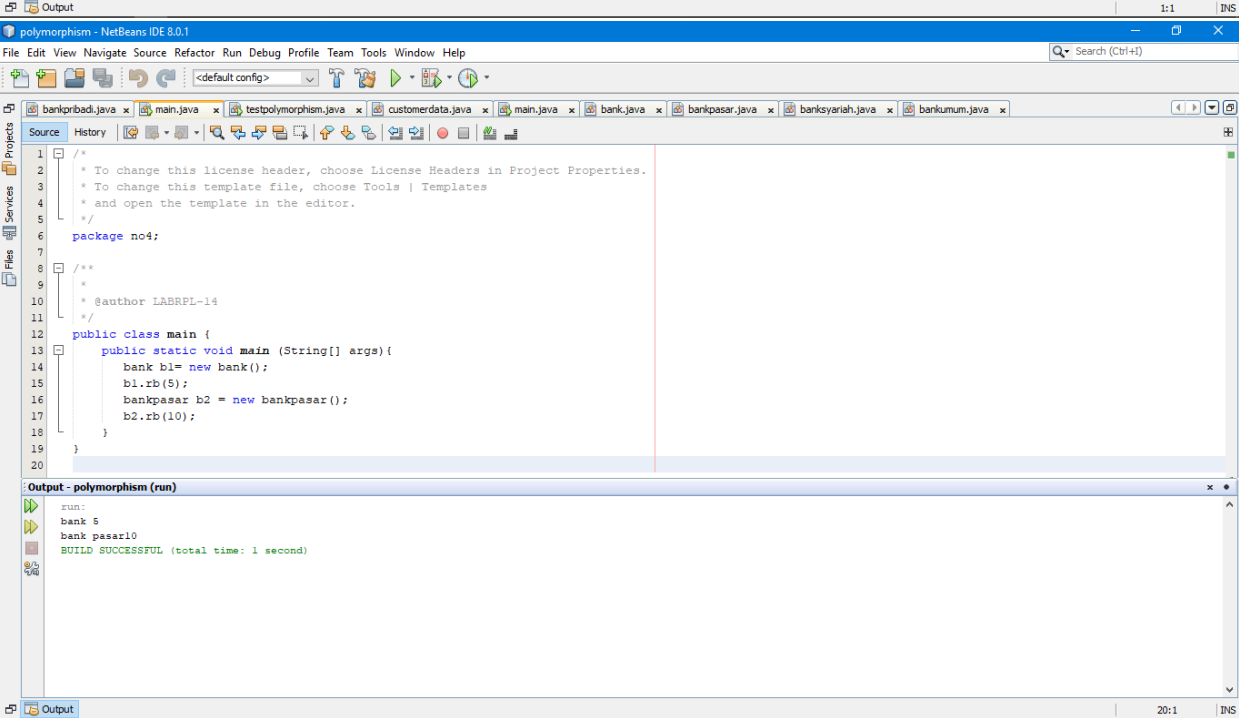 Output
1:1
INS
polymorphism - NetBeans IDE 8.0.1
File Edit View Navigate Source Refactor Run Debug Profile Team Tools Window Help
Search (Ctrl+I)
<default config>
bankpribadi.java main.java testpolymorphism.java customerdata.java main.java bank.java bankpasar.java banksyariah.java bankumum.java
Source History
Projects
Services
Files
1 /*
2 * To change this license header, choose License Headers in Project Properties.
3 * To change this template file, choose Tools | Templates
4 * and open the template in the editor.
5 */
6 package no4;
7
8 /**
9 *
10 * @author LABRPL-14
11 */
12 public class main {
13 public static void main (String[] args){
14 bank b1= new bank();
15 b1.rb(5);
16 bankpasar b2 = new bankpasar();
17 b2.rb(10);
18 }
19 }
20
Output - polymorphism (run)
run:
bank 5
bank pasar10
BUILD SUCCESSFUL (total time: 1 second)
Output
20:1
INS